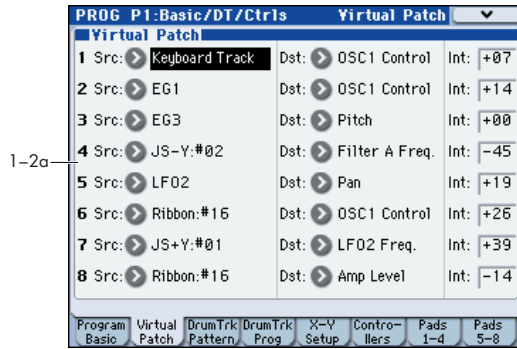 PROG P1:Basic/DT/Ctrls Virtual Patch
Virtual Patch
1 Src: Keyboard Track Dst: OSC1 Control Int: +07
2 Src: EG1 Dst: OSC1 Control Int: +14
3 Src: EG3 Dst: Pitch Int: +00
4 Src: JS-Y:#02 Dst: Filter A Freq. Int: -45
1–2a
5 Src: LFO2 Dst: Pan Int: +19
6 Src: Ribbon:#16 Dst: OSC1 Control Int: +26
7 Src: JS+Y:#01 Dst: LFO2 Freq. Int: +39
8 Src: Ribbon:#16 Dst: Amp Level Int: -14
Program Virtual DrumTrk DrumTrk X-Y Contro- Pads Pads
Basic Patch Pattern Prog Setup llers 1-4 5-8